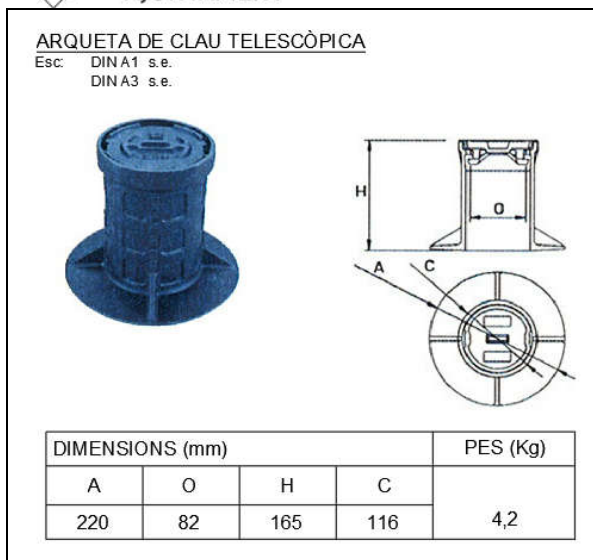 ARQUETA DE CLAU TELESCÒPICA
Esc: DIN A1 s.e.
DIN A3 s.e.
H
O
A
C
DIMENSIONS (mm) PES (Kg)
A O H C
220 82 165 116 4,2